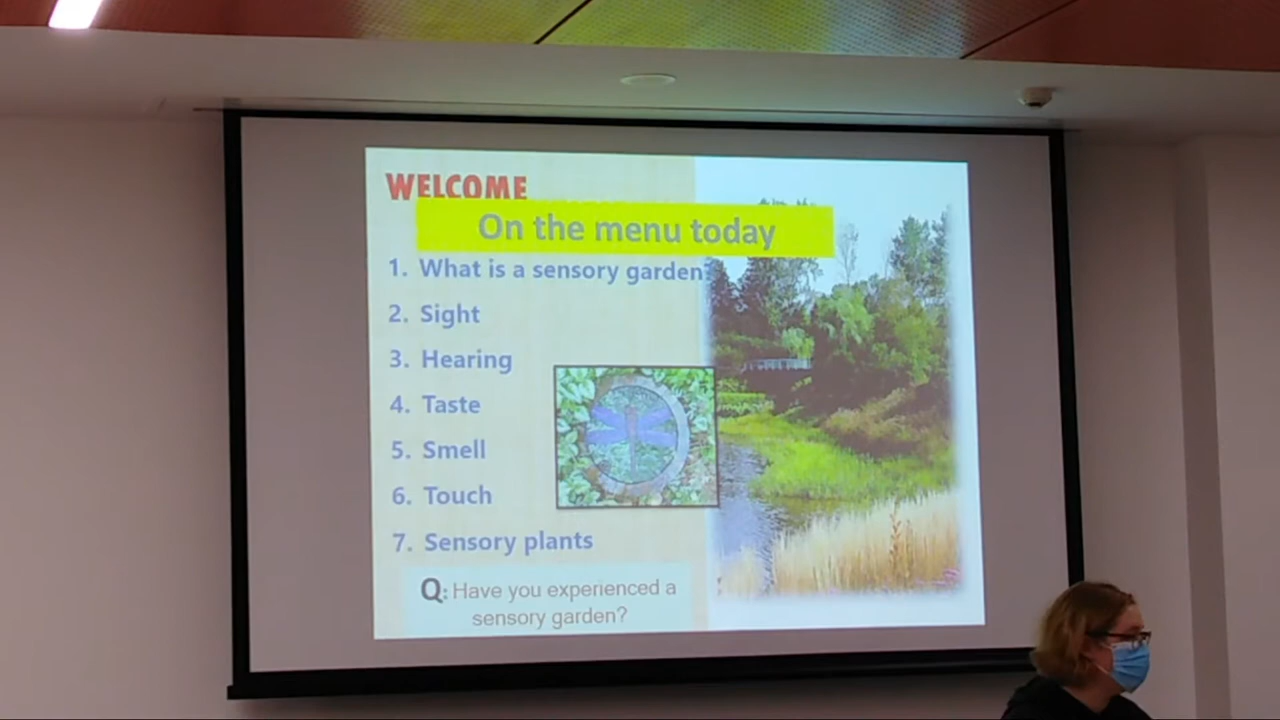 WELCOME
On the menu today
1. What is a sensory garden?
2. Sight
3. Hearing
4. Taste
5. Smell
6. Touch
7. Sensory plants
Q: Have you experienced a
sensory garden?